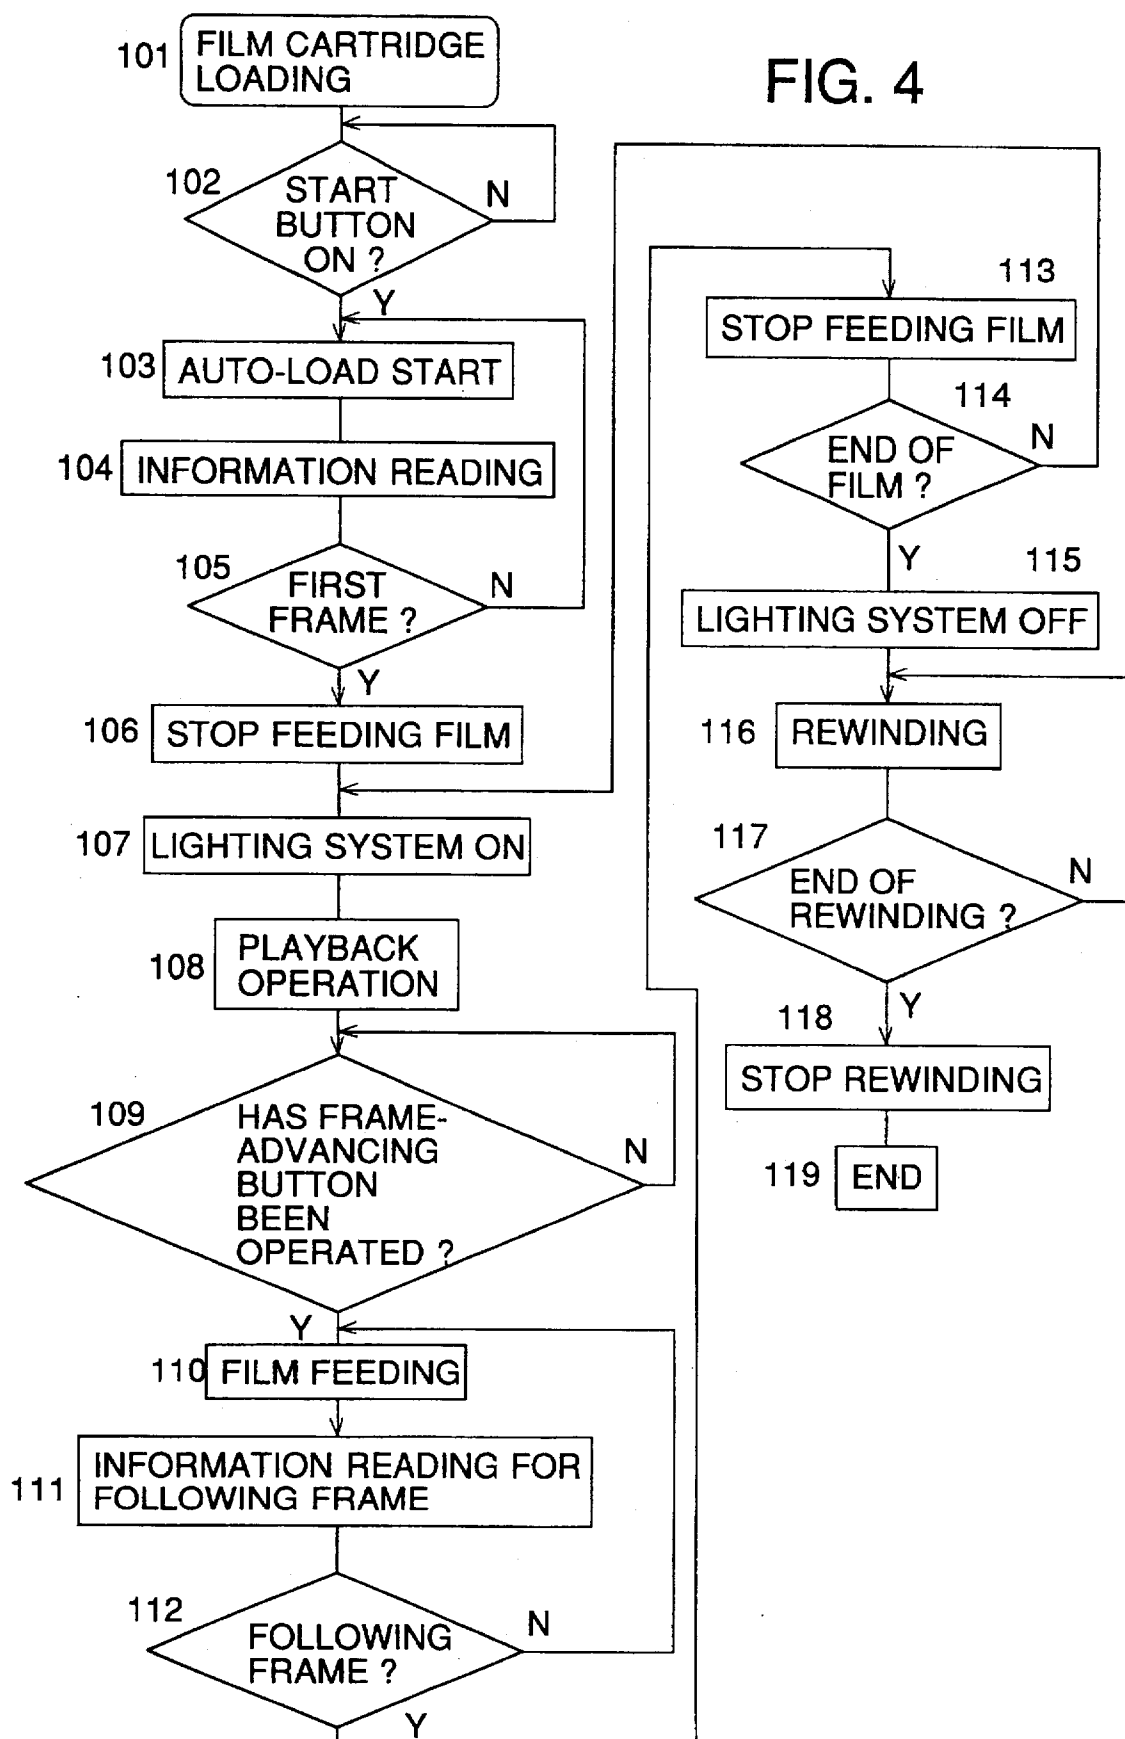 FIG. 4
101
FILM CARTRIDGE
LOADING
102
START
BUTTON
ON ?
N
Y
103
AUTO-LOAD START
104
INFORMATION READING
105
FIRST
FRAME ?
N
Y
106
STOP FEEDING FILM
107
LIGHTING SYSTEM ON
108
PLAYBACK
OPERATION
109
HAS FRAME-
ADVANCING
BUTTON
BEEN
OPERATED ?
N
Y
110
FILM FEEDING
111
INFORMATION READING FOR
FOLLOWING FRAME
112
FOLLOWING
FRAME ?
N
Y
113
STOP FEEDING FILM
114
END OF
FILM ?
N
Y
115
LIGHTING SYSTEM OFF
116
REWINDING
117
END OF
REWINDING ?
N
Y
118
STOP REWINDING
119
END